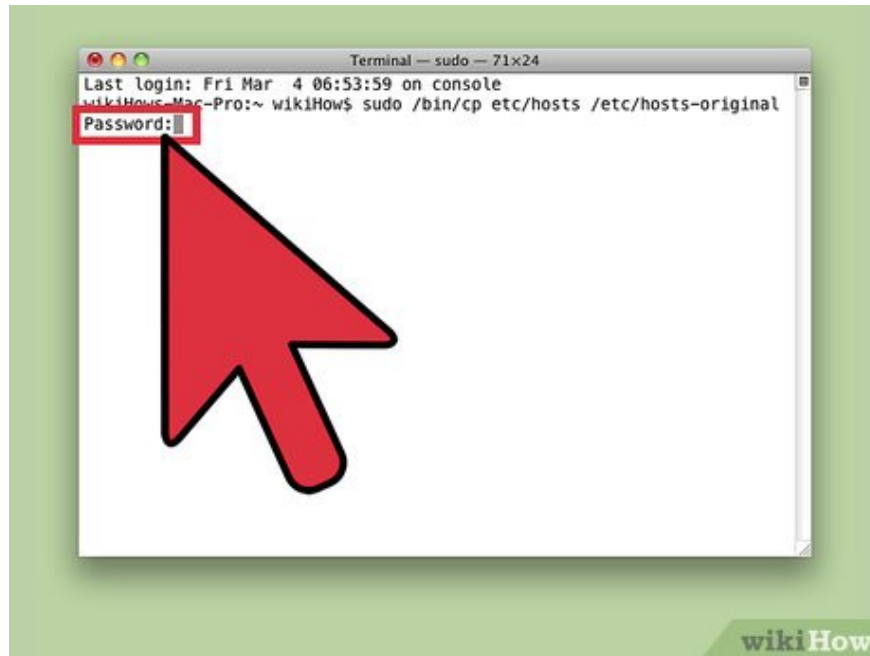 Terminal — sudo — 71×24
Last login: Fri Mar  4 06:53:59 on console
wikiHows-Mac-Pro:~ wikiHow$ sudo /bin/cp etc/hosts /etc/hosts-original
Password:
wikiHow